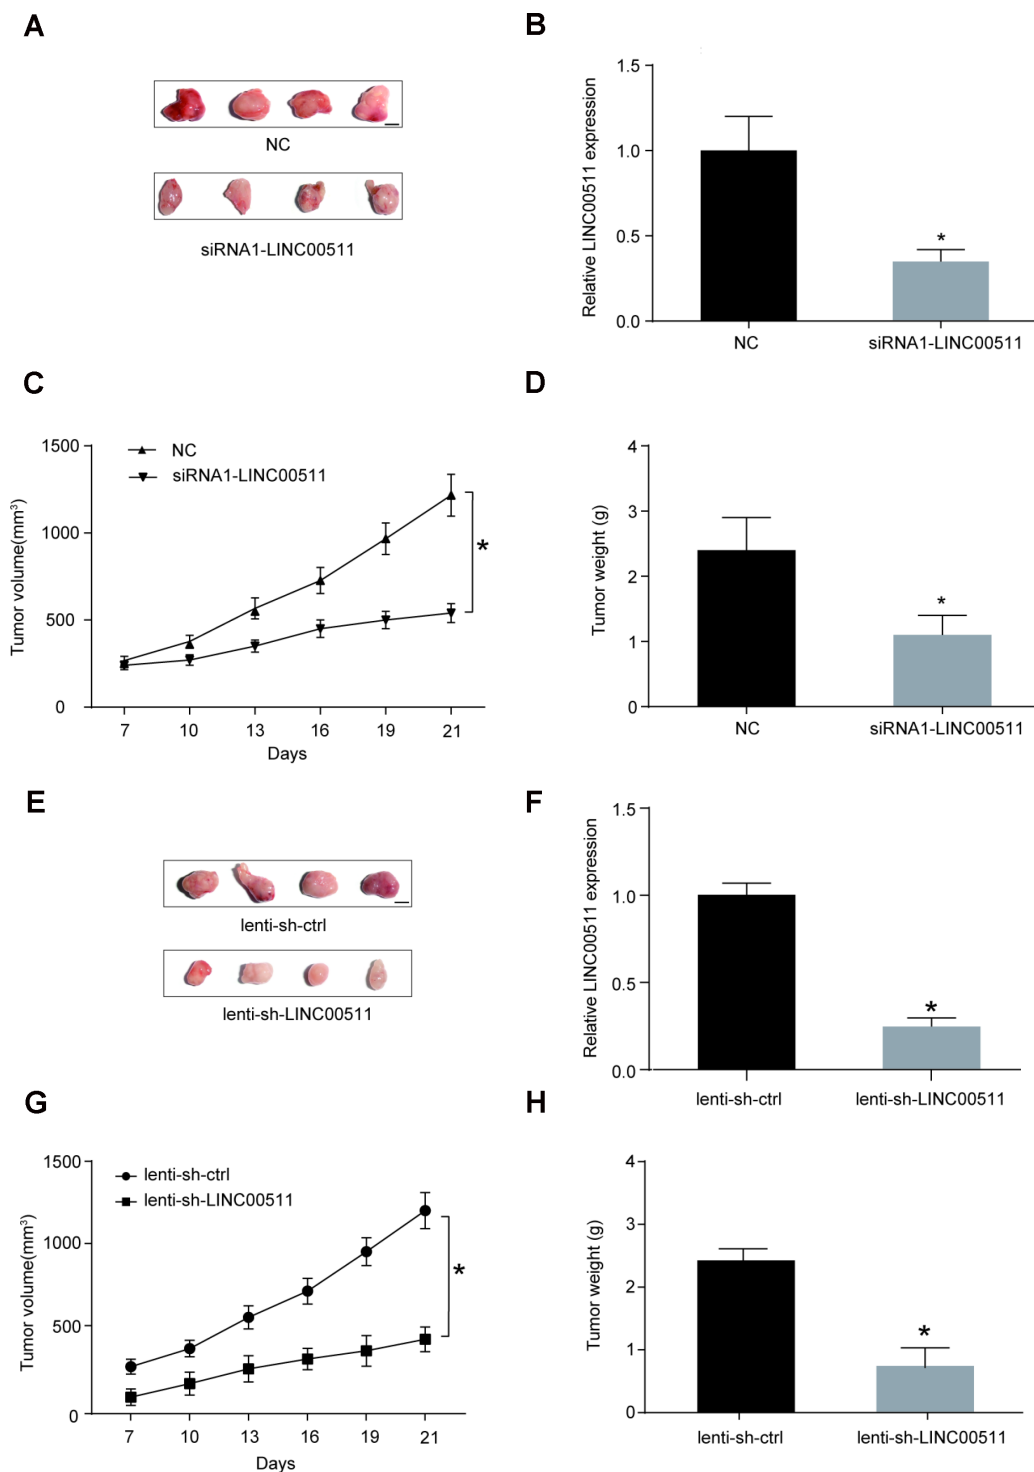 A
NC
siRNA1-LINC00511
B
Relative LINC00511 expression
1.5
1.0
0.5
0.0
*
NC
siRNA1-LINC00511
C
Tumor volume(mm³)
1500
1000
500
0
NC
siRNA1-LINC00511
*
7 10 13 16 19 21
Days
D
Tumor weight (g)
4
3
2
1
0
*
NC
siRNA1-LINC00511
E
lenti-sh-ctrl
lenti-sh-LINC00511
F
Relative LINC00511 expression
1.5
1.0
0.5
0.0
*
lenti-sh-ctrl
lenti-sh-LINC00511
G
Tumor volume(mm³)
1500
1000
500
0
lenti-sh-ctrl
lenti-sh-LINC00511
*
7 10 13 16 19 21
Days
H
Tumor weight (g)
4
3
2
1
0
*
lenti-sh-ctrl
lenti-sh-LINC00511